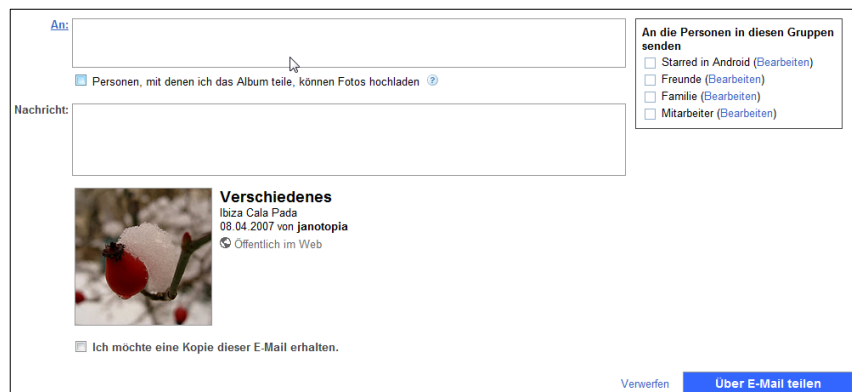 An:
Personen, mit denen ich das Album teile, können Fotos hochladen ?
Nachricht:
Verschiedenes
Ibiza Cala Pada
08.04.2007 von janotopia
Öffentlich im Web
Ich möchte eine Kopie dieser E-Mail erhalten.
An die Personen in diesen Gruppen
senden
Starred in Android (Bearbeiten)
Freunde (Bearbeiten)
Familie (Bearbeiten)
Mitarbeiter (Bearbeiten)
Verwerfen
Über E-Mail teilen